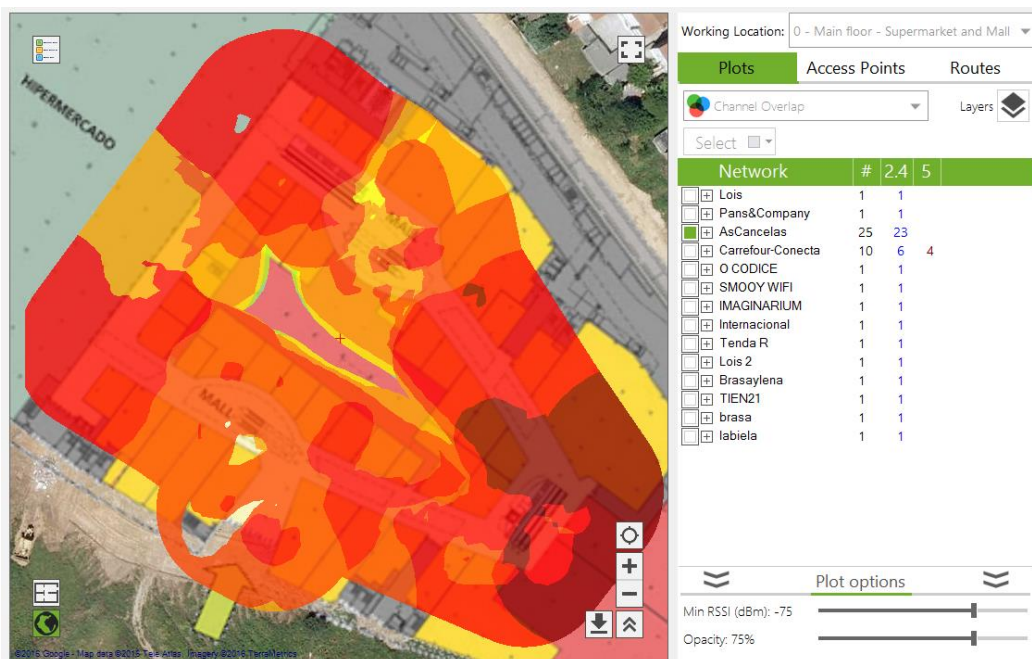 HIPERMERCADO
MALL
MALL
MALL
©2016 Google - Map data ©2016 Tele Atlas, Imagery ©2016 TerraMetrics
Working Location: 0 - Main floor - Supermarket and Mall
Plots Access Points Routes
Channel Overlap Layers
Select
Network # 2.4 5
Lois 1 1
Pans&Company 1 1
AsCancelas 25 23
Carrefour-Conecta 10 6 4
O CODICE 1 1
SMOOY WIFI 1 1
IMAGINARIUM 1 1
Internacional 1 1
Tenda R 1 1
Lois 2 1 1
Brasaylena 1 1
TIEN21 1 1
brasa 1 1
labiela 1 1
Plot options
Min RSSI (dBm): -75
Opacity: 75%